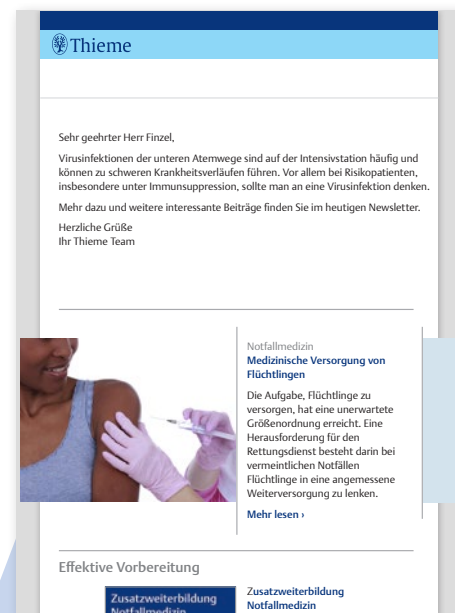 Thieme
Sehr geehrter Herr Finzel,
Virusinfektionen der unteren Atemwege sind auf der Intensivstation häufig und
können zu schweren Krankheitsverläufen führen. Vor allem bei Risikopatienten,
insbesondere unter Immunsuppression, sollte man an eine Virusinfektion denken.
Mehr dazu und weitere interessante Beiträge finden Sie im heutigen Newsletter.
Herzliche Grüße
Ihr Thieme Team
Notfallmedizin
Medizinische Versorgung von
Flüchtlingen
Die Aufgabe, Flüchtlinge zu
versorgen, hat eine unerwartete
Größenordnung erreicht. Eine
Herausforderung für den
Rettungsdienst besteht darin bei
vermeintlichen Notfällen
Flüchtlinge in eine angemessene
Weiterversorgung zu lenken.
Mehr lesen ›
Effektive Vorbereitung
Zusatzweiterbildung
Notfallmedizin
Zusatzweiterbildung
Notfallmedizin